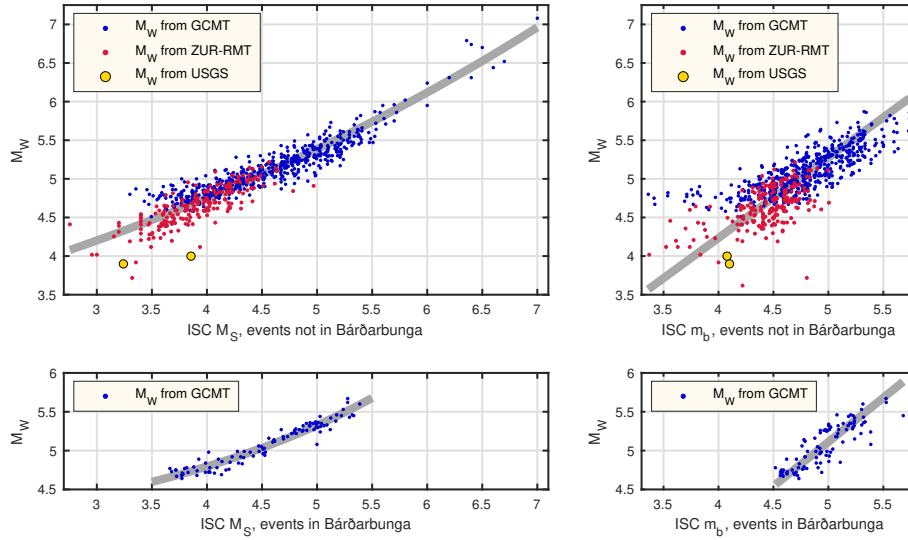 M_W from GCMT
M_W from ZUR-RMT
M_W from USGS
7
6.5
6
5.5
5
4.5
4
3.5
M_W
3 3.5 4 4.5 5 5.5 6 6.5 7
ISC M_S, events not in Bárðarbunga
M_W from GCMT
M_W from ZUR-RMT
M_W from USGS
7
6.5
6
5.5
5
4.5
4
3.5
M_W
3.5 4 4.5 5 5.5
ISC m_b, events not in Bárðarbunga
M_W from GCMT
6
5.5
5
4.5
M_W
3 3.5 4 4.5 5 5.5 6 6.5 7
ISC M_S, events in Bárðarbunga
M_W from GCMT
6
5.5
5
4.5
M_W
3.5 4 4.5 5 5.5
ISC m_b, events in Bárðarbunga